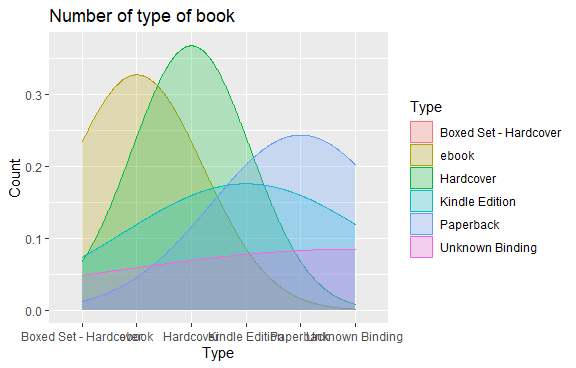 Number of type of book
Count
0.3
0.2
0.1
0.0
Boxed Set - Hardcover ebook Hardcover Kindle Edition Paperback Unknown Binding
Type
Type
Boxed Set - Hardcover
ebook
Hardcover
Kindle Edition
Paperback
Unknown Binding